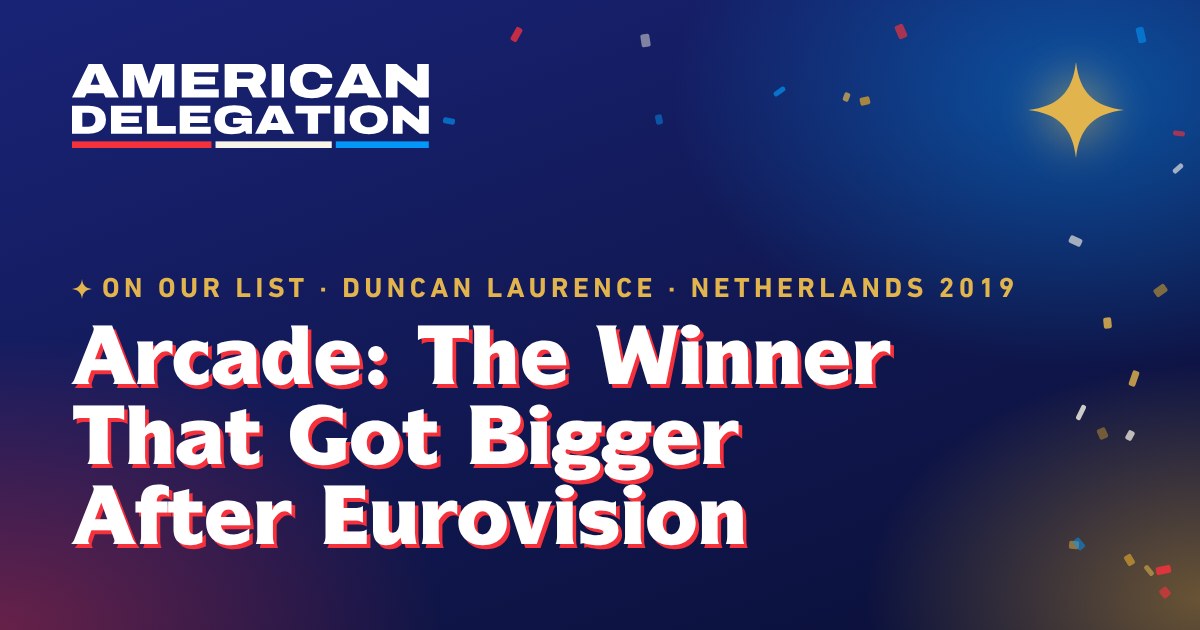 AMERICAN
DELEGATION
✦ ON OUR LIST · DUNCAN LAURENCE · NETHERLANDS 2019
Arcade: The Winner
That Got Bigger
After Eurovision